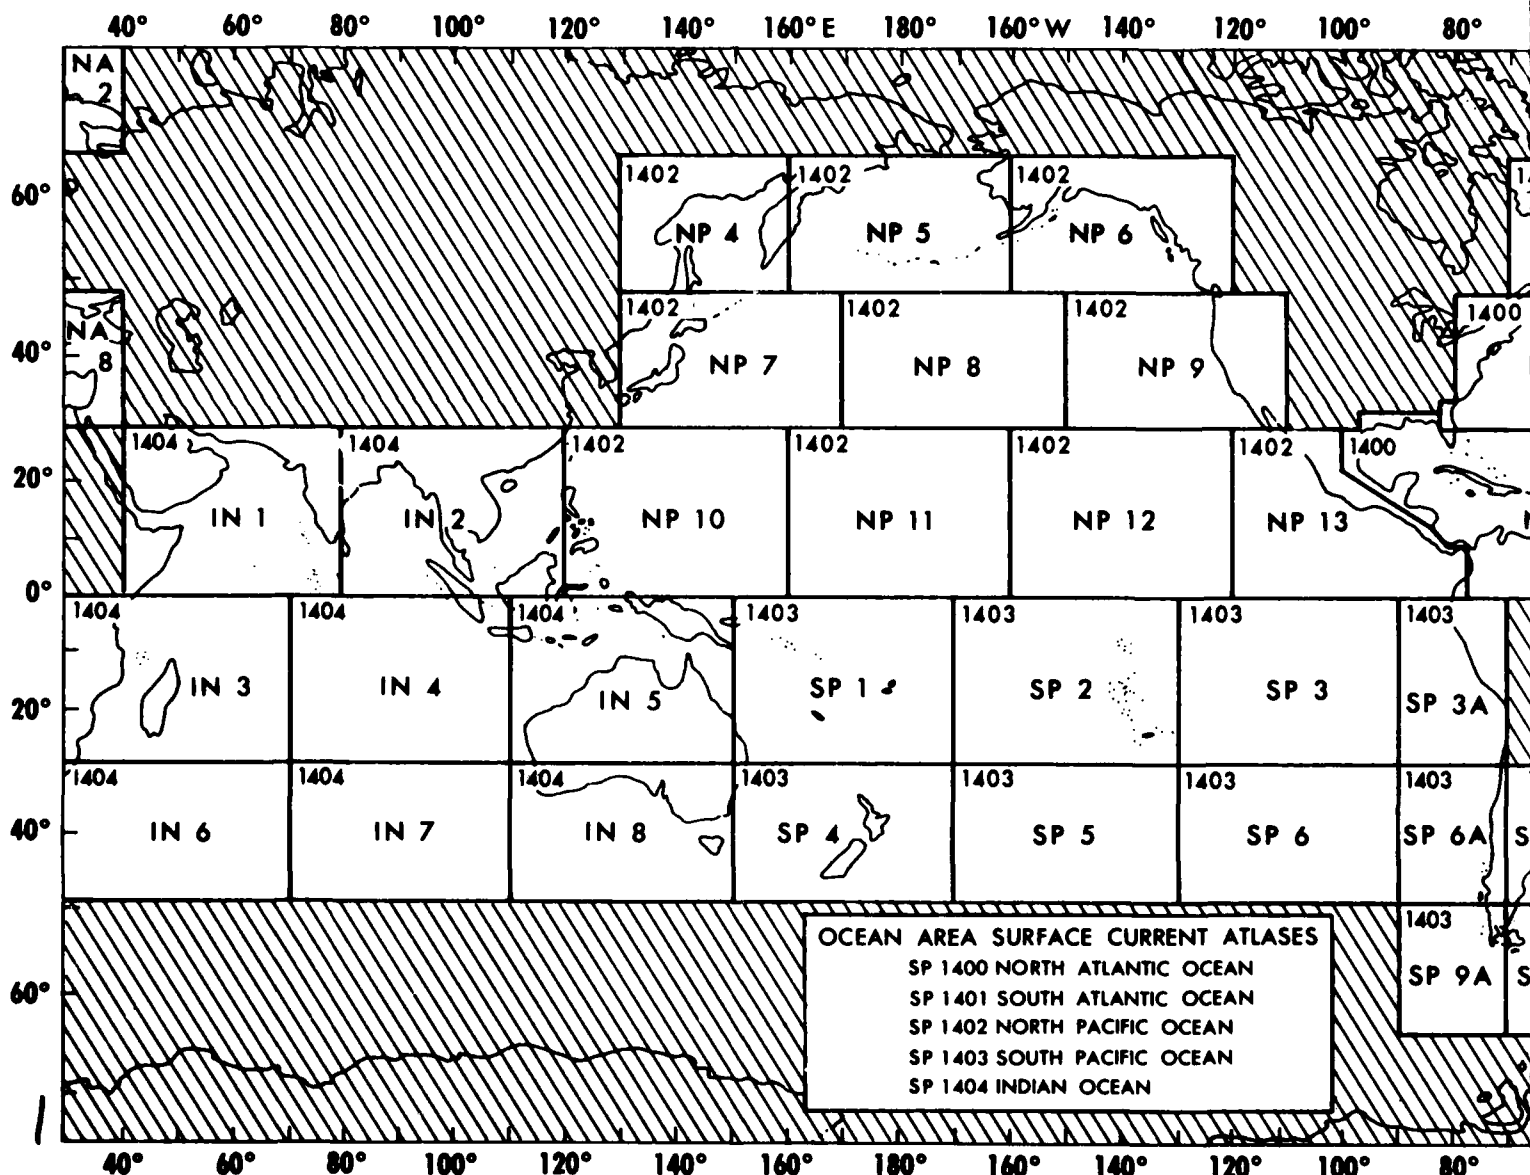 40° 60° 80° 100° 120° 140° 160° E 180° 160° W 140° 120° 100° 80°
NA
2
60°
1402 1402 1402
NP 4 NP 5 NP 6
1402 1402 1402 1400
NA
8
40°
NP 7 NP 8 NP 9
1404 1404 1402 1402 1402 1402 1400
20°
IN 1 IN 2 NP 10 NP 11 NP 12 NP 13
0°
1404 1404 1404 1403 1403 1403 1403
IN 3 IN 4 IN 5 SP 1 SP 2 SP 3 SP 3A
20°
1404 1404 1404 1403 1403 1403 1403
40°
IN 6 IN 7 IN 8 SP 4 SP 5 SP 6 SP 6A S
1403
OCEAN AREA SURFACE CURRENT ATLASES
SP 1400 NORTH ATLANTIC OCEAN
SP 1401 SOUTH ATLANTIC OCEAN
SP 1402 NORTH PACIFIC OCEAN
SP 1403 SOUTH PACIFIC OCEAN
SP 1404 INDIAN OCEAN
60°
SP 9A S
40° 60° 80° 100° 120° 140° 160° 180° 160° 140° 120° 100° 80°